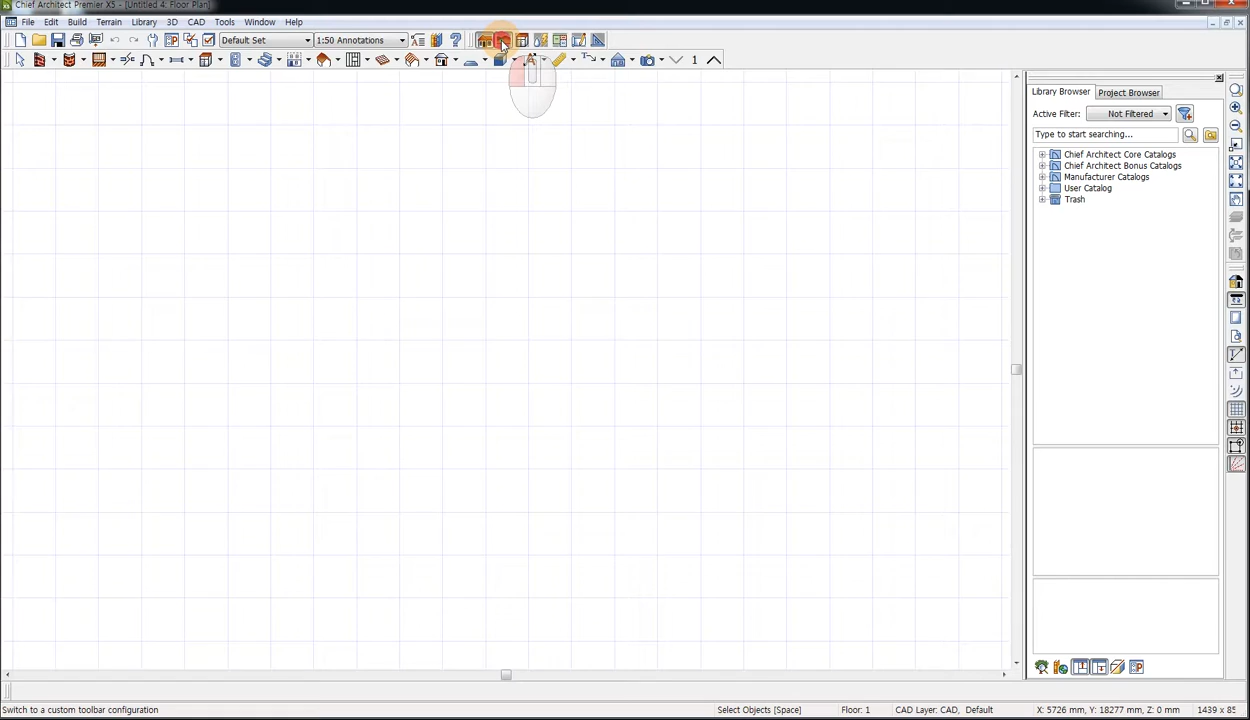 Chief Architect Premier X5 - [Untitled 4: Floor Plan]
File Edit Build Terrain Library 3D CAD Tools Window Help
Default Set 1:50 Annotations
1
Library Browser Project Browser
Active Filter: Not Filtered
Type to start searching...
Chief Architect Core Catalogs
Chief Architect Bonus Catalogs
Manufacturer Catalogs
User Catalog
Trash
Switch to a custom toolbar configuration Select Objects [Space] Floor: 1 CAD Layer: CAD, Default X: 5726 mm, Y: 18277 mm, Z: 0 mm 1439 x 85